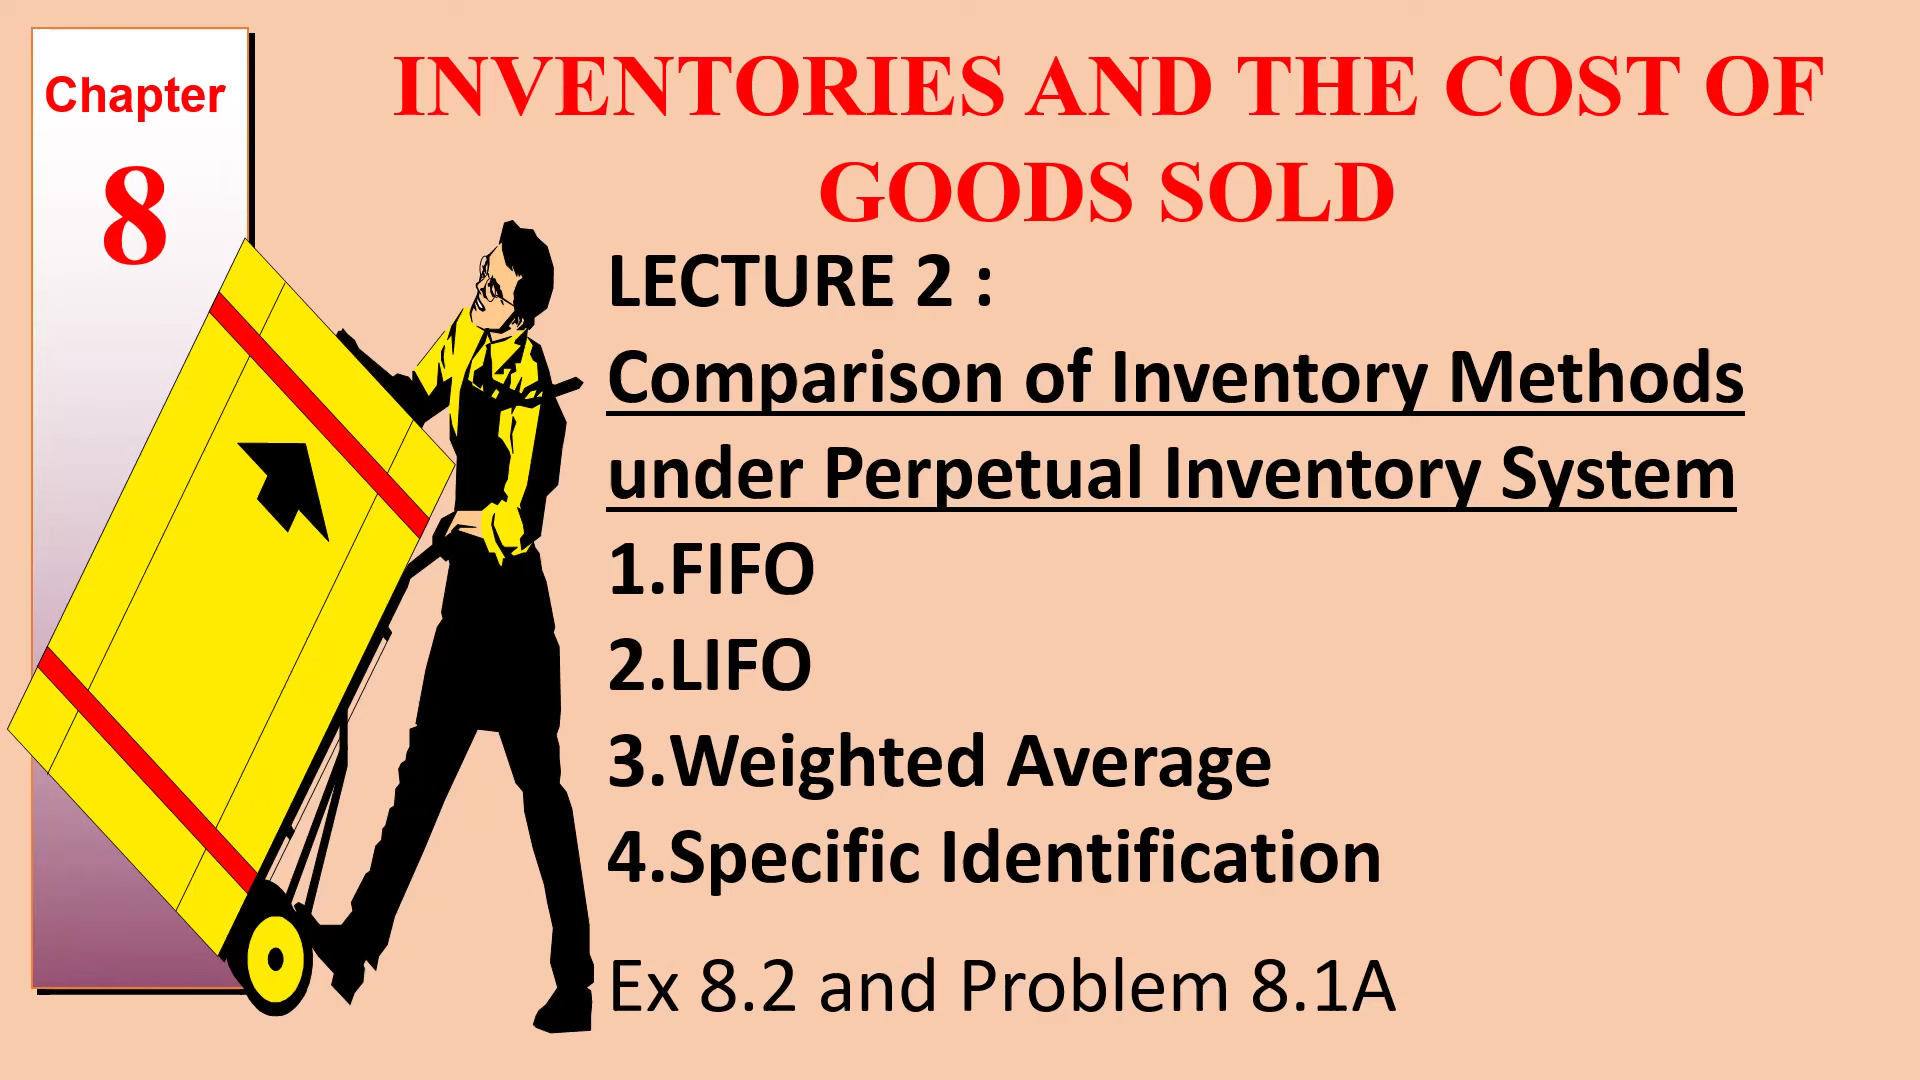 Chapter
8
INVENTORIES AND THE COST OF
GOODS SOLD
LECTURE 2 :
Comparison of Inventory Methods
under Perpetual Inventory System
1.FIFO
2.LIFO
3.Weighted Average
4.Specific Identification
Ex 8.2 and Problem 8.1A